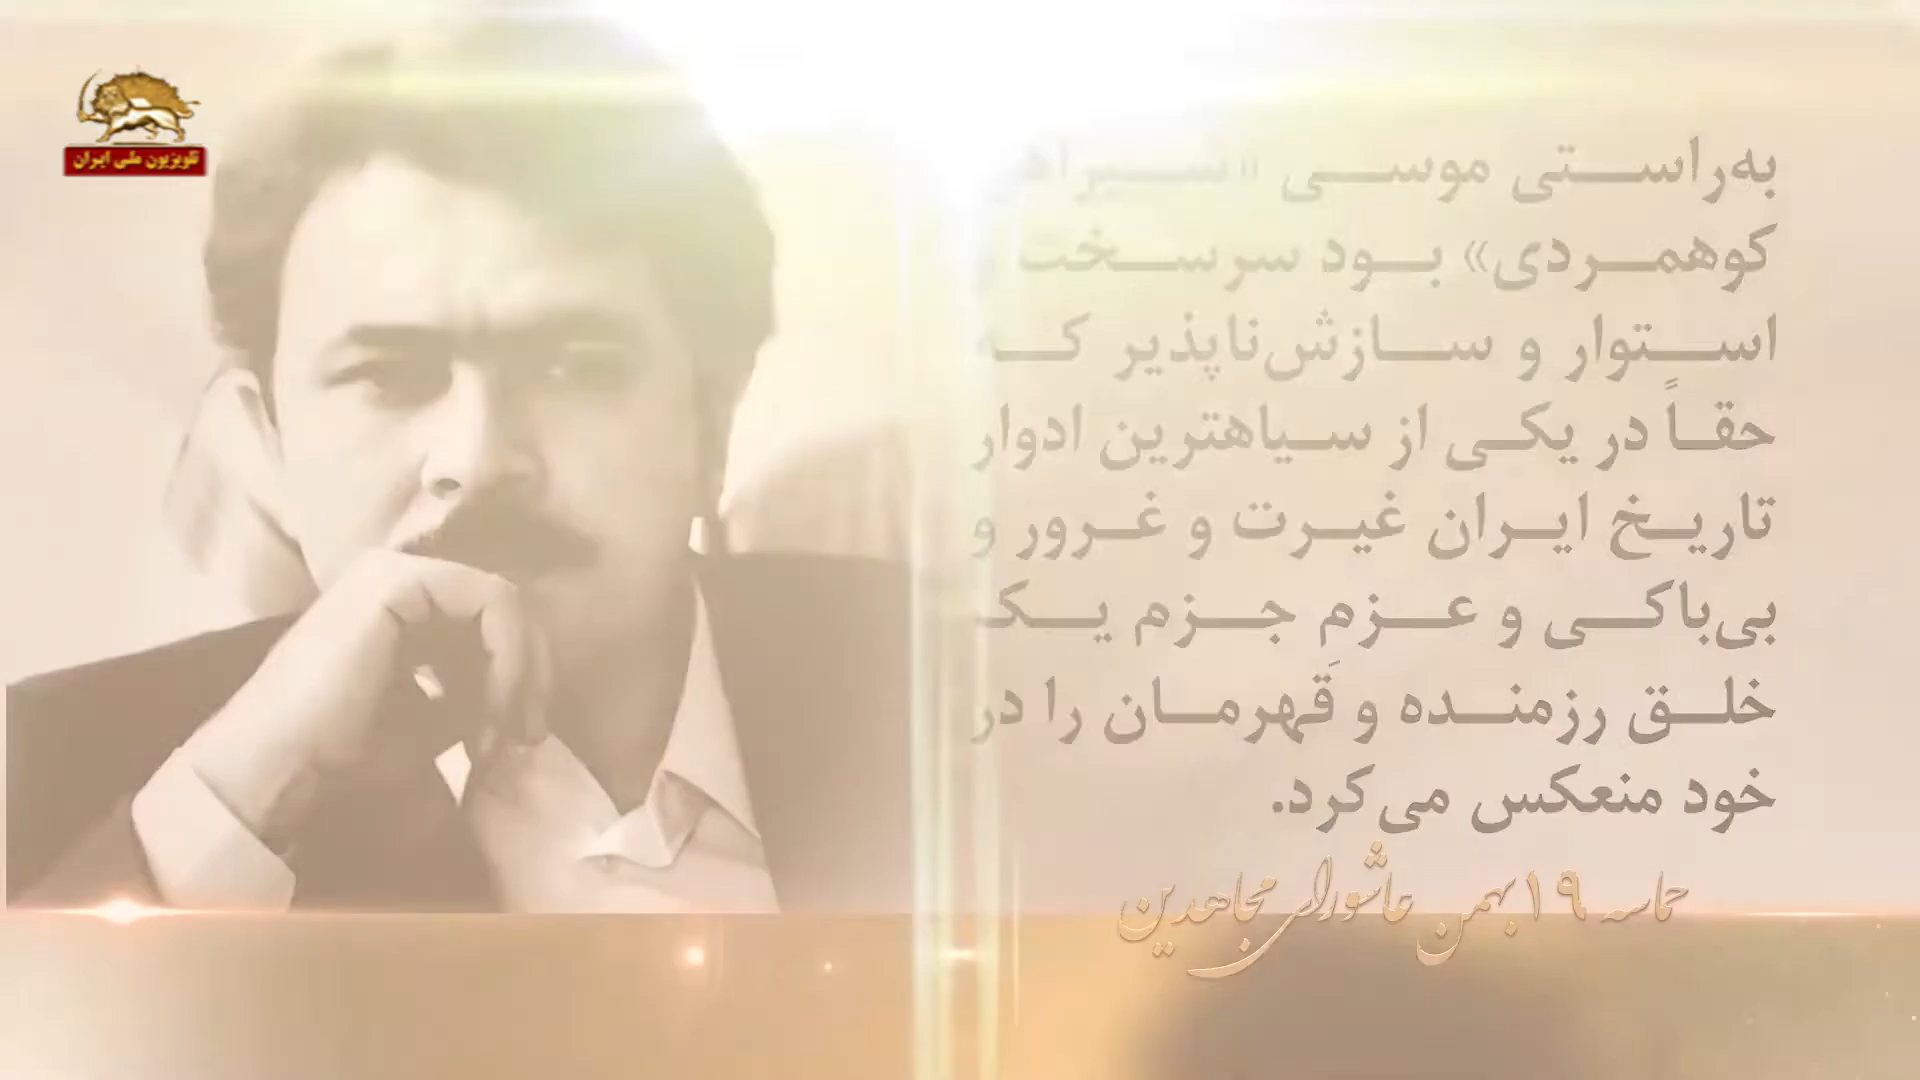 تلویزیون ملی ایران
به‌راستی موسی «شیراهن
کوهمردی» بود سرسخت و
استوار و سازش‌ناپذیر که
حقاً در یکی از سیاهترین ادوار
تاریخ ایران غیرت و غرور و
بی‌باکی و عزمِ جزم یک
خلق رزمنده و قَهرمان را در
خود منعکس می‌کرد.
حماسه ۱۹ بهمن عاشورای مجاهدین